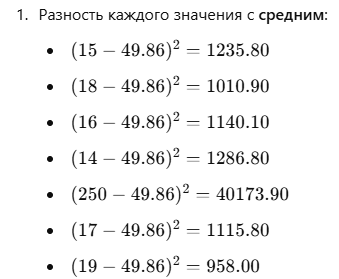 1. Разность каждого значения с средним:
• (15 − 49.86)² = 1235.80
• (18 − 49.86)² = 1010.90
• (16 − 49.86)² = 1140.10
• (14 − 49.86)² = 1286.80
• (250 − 49.86)² = 40173.90
• (17 − 49.86)² = 1115.80
• (19 − 49.86)² = 958.00